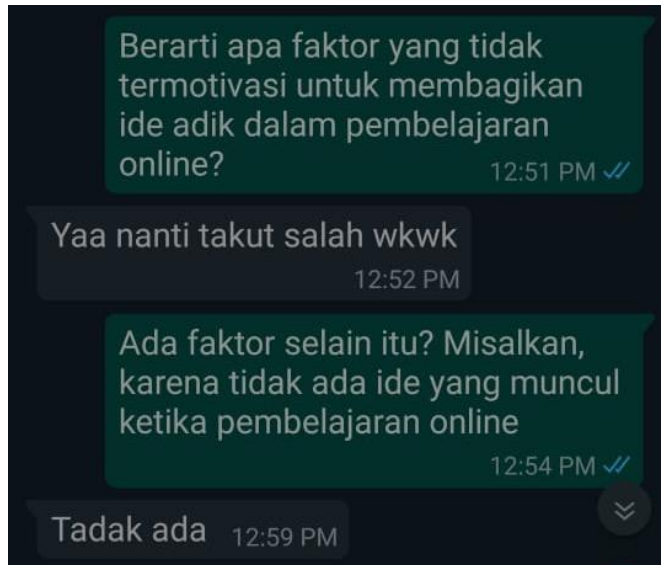 Berarti apa faktor yang tidak
termotivasi untuk membagikan
ide adik dalam pembelajaran
online?
12:51 PM
Yaa nanti takut salah wkwk
12:52 PM
Ada faktor selain itu? Misalkan,
karena tidak ada ide yang muncul
ketika pembelajaran online
12:54 PM
Tadak ada 12:59 PM